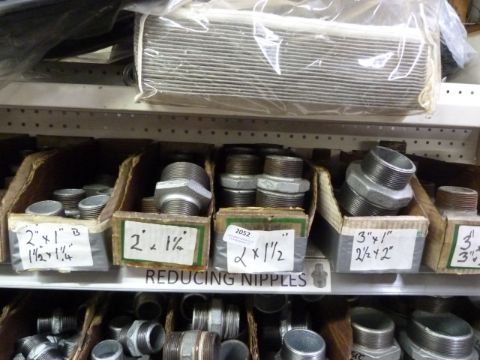 2" x 1" B
1½ x 1¼"
2" x 1¼"
2052
2 x 1½"
3" x 1"
2½ x 2"
3"
3"
REDUCING NIPPLES